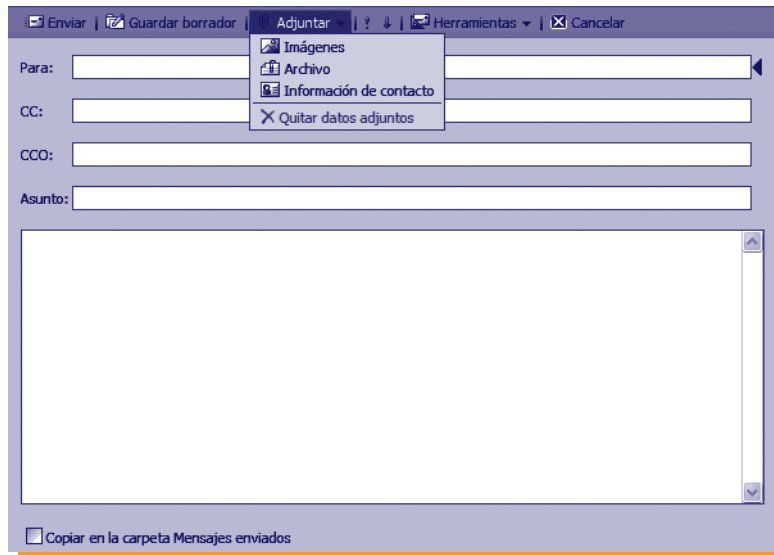 Enviar | Guardar borrador | Adjuntar | ? ↓ | Herramientas | Cancelar
Imágenes
Para:
Archivo
Información de contacto
CC:
Quitar datos adjuntos
CCO:
Asunto:
Copiar en la carpeta Mensajes enviados